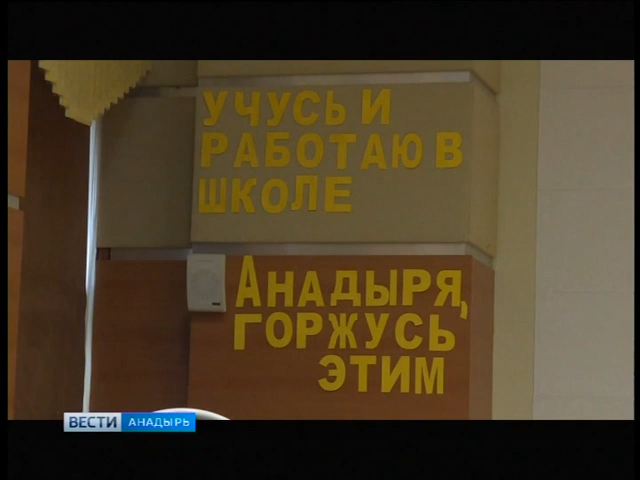 УЧУСЬ И
РАБОТАЮ В
ШКОЛЕ
АНАДЫРЯ,
ГОРЖУСЬ
ЭТИМ
ВЕСТИ АНАДЫРЬ